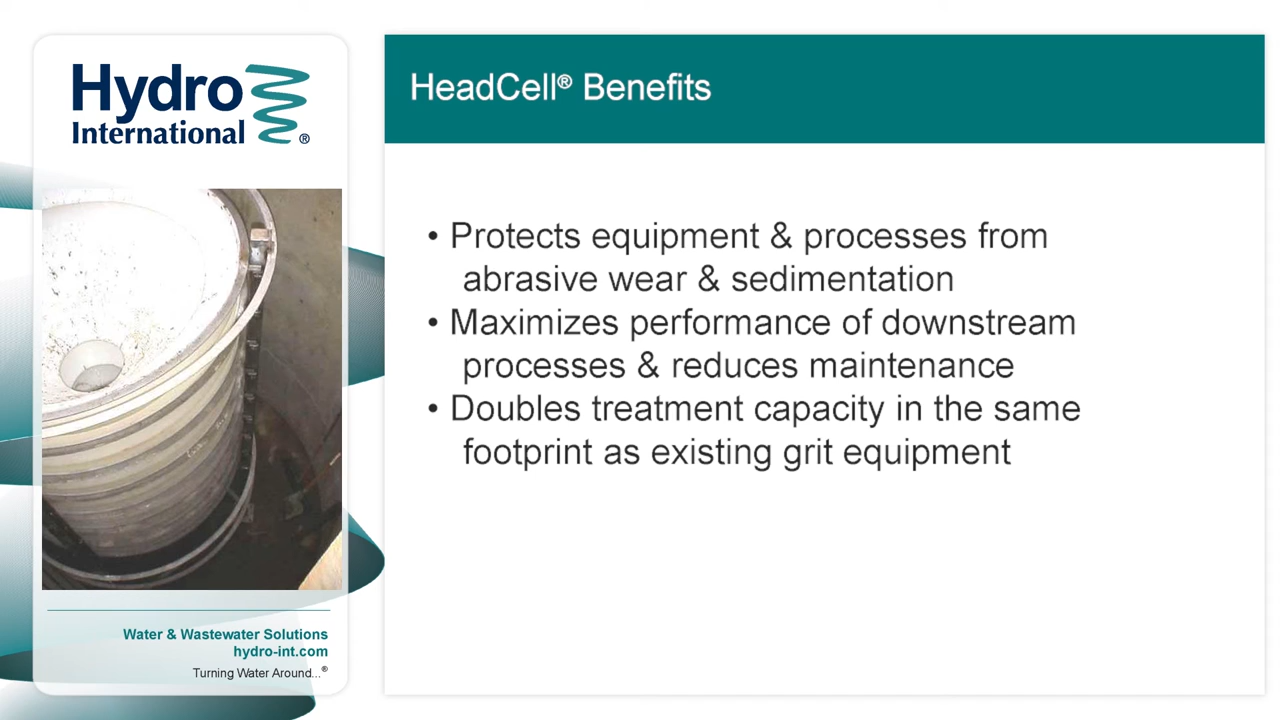 Hydro
International®
HeadCell® Benefits
• Protects equipment & processes from
abrasive wear & sedimentation
• Maximizes performance of downstream
processes & reduces maintenance
• Doubles treatment capacity in the same
footprint as existing grit equipment
Water & Wastewater Solutions
hydro-int.com
Turning Water Around...®